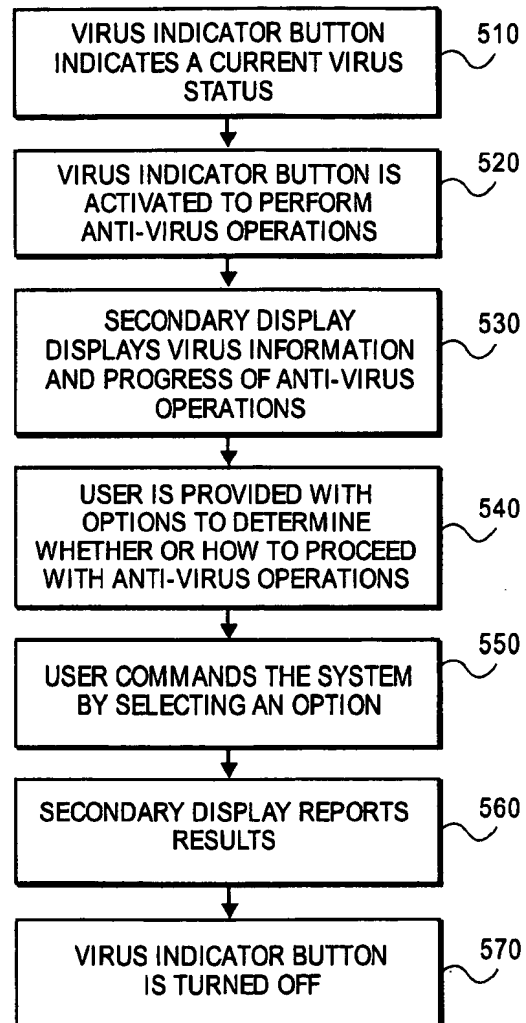 VIRUS INDICATOR BUTTON
INDICATES A CURRENT VIRUS
STATUS
510
VIRUS INDICATOR BUTTON IS
ACTIVATED TO PERFORM
ANTI-VIRUS OPERATIONS
520
SECONDARY DISPLAY
DISPLAYS VIRUS INFORMATION
AND PROGRESS OF ANTI-VIRUS
OPERATIONS
530
USER IS PROVIDED WITH
OPTIONS TO DETERMINE
WHETHER OR HOW TO PROCEED
WITH ANTI-VIRUS OPERATIONS
540
USER COMMANDS THE SYSTEM
BY SELECTING AN OPTION
550
SECONDARY DISPLAY REPORTS
RESULTS
560
VIRUS INDICATOR BUTTON
IS TURNED OFF
570